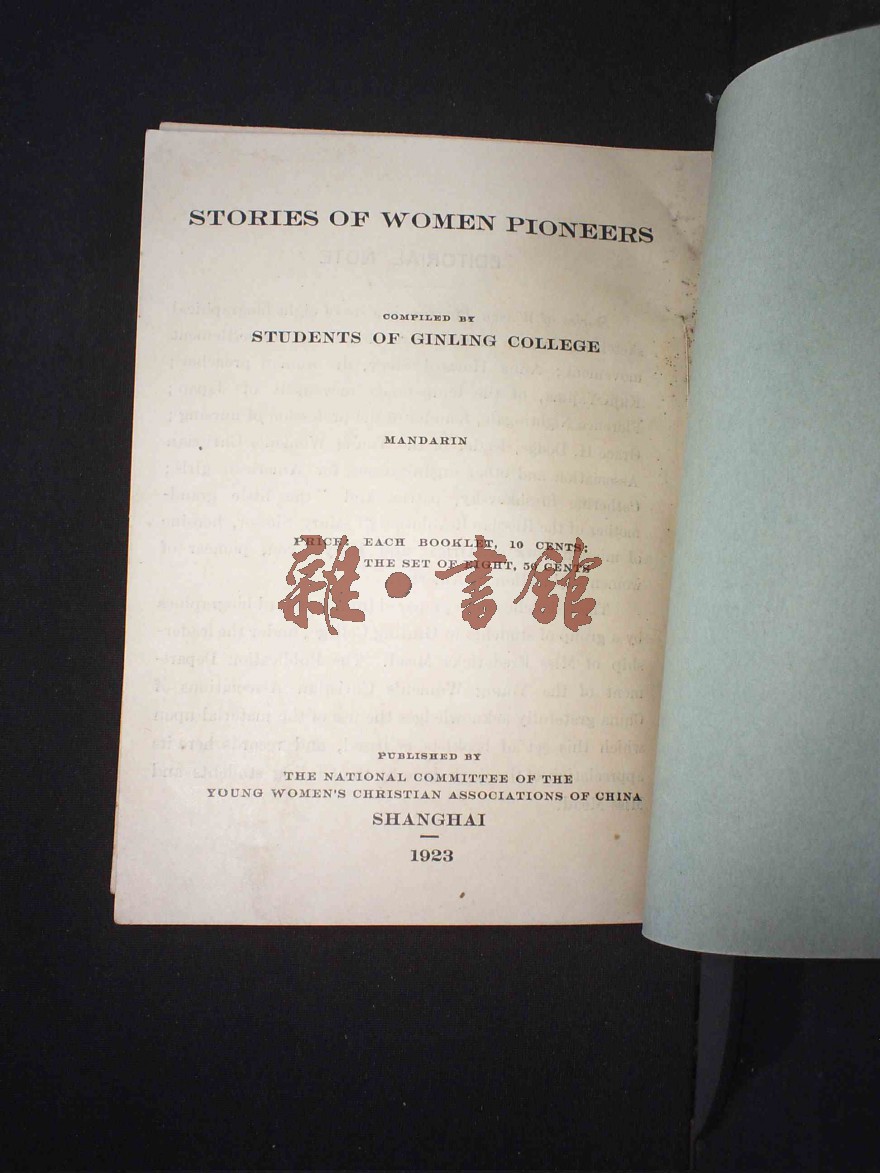 STORIES OF WOMEN PIONEERS
COMPILED BY
STUDENTS OF GINLING COLLEGE
MANDARIN
PRICE: EACH BOOKLET, 10 CENTS;
THE SET OF EIGHT, 50 CENTS
雜•書館
PUBLISHED BY
THE NATIONAL COMMITTEE OF THE
YOUNG WOMEN'S CHRISTIAN ASSOCIATIONS OF CHINA
SHANGHAI
1923